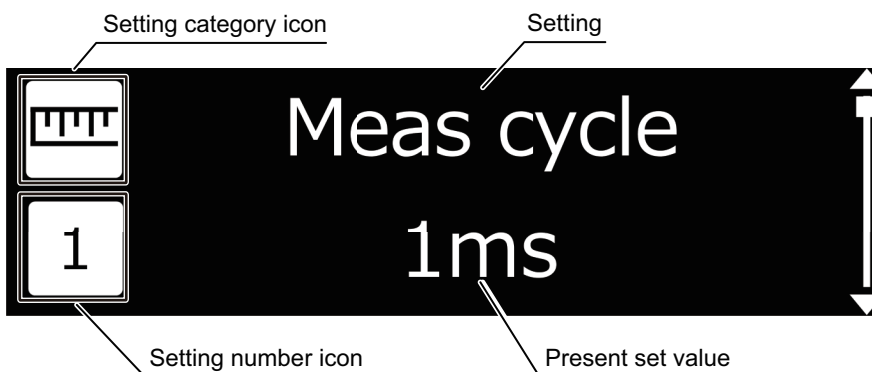 Setting category icon
Setting
Meas cycle
1
1ms
Setting number icon
Present set value